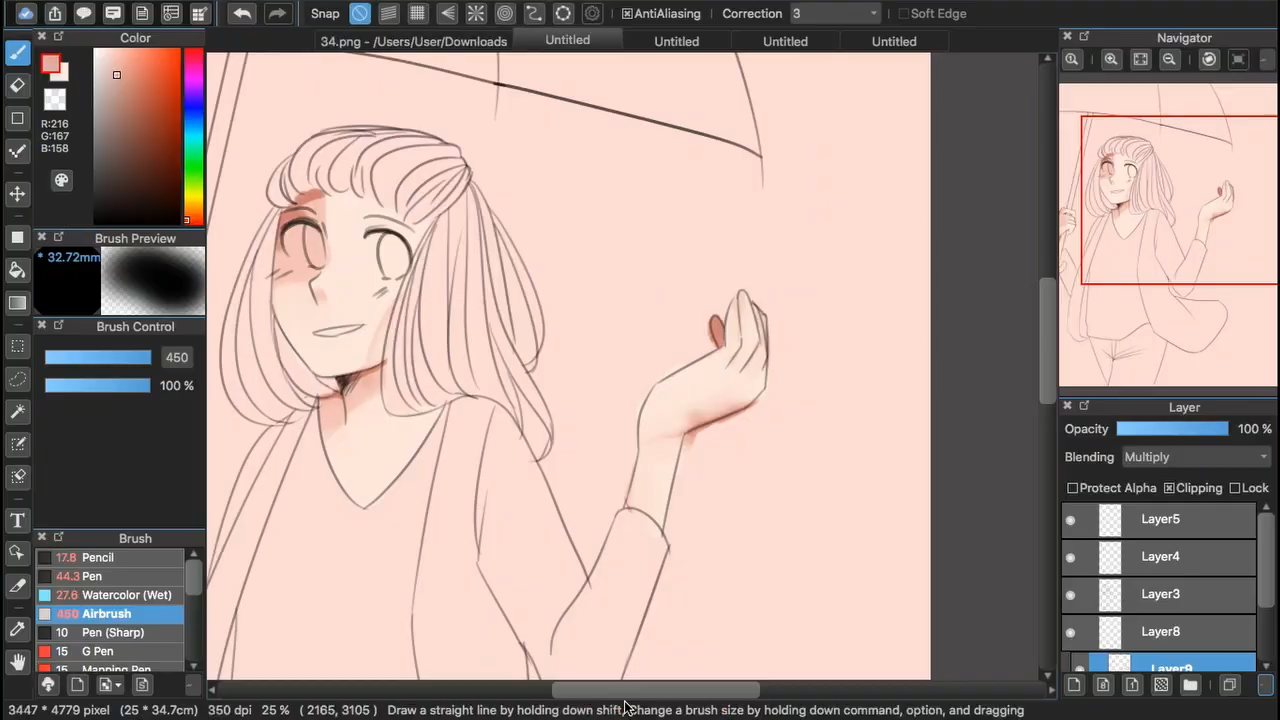 Snap
AntiAliasing
Correction 3
Soft Edge
34.png - /Users/User/Downloads
Untitled
Untitled
Untitled
Untitled
Color
R:216
G:167
B:158
Brush Preview
* 32.72mm
Brush Control
450
100 %
Brush
17.8 Pencil
44.3 Pen
27.6 Watercolor (Wet)
450 Airbrush
10 Pen (Sharp)
15 G Pen
15 Mapping Pen
Navigator
Layer
Opacity 100 %
Blending Multiply
Protect Alpha Clipping Lock
Layer5
Layer4
Layer3
Layer8
Layer9
3447 * 4779 pixel (25 * 34.7cm) 350 dpi 25 % ( 2165, 3105 ) Draw a straight line by holding down shift, Change a brush size by holding down command, option, and dragging